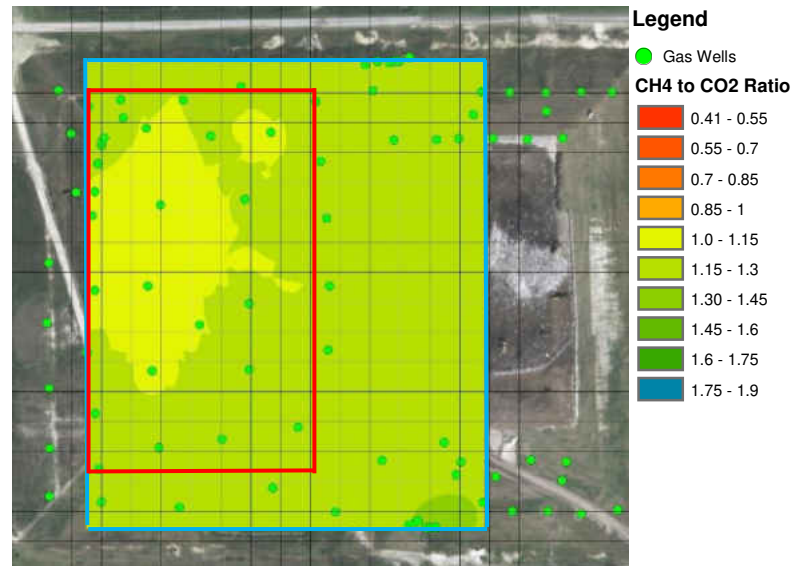 Legend
Gas Wells
CH4 to CO2 Ratio
0.41 - 0.55
0.55 - 0.7
0.7 - 0.85
0.85 - 1
1.0 - 1.15
1.15 - 1.3
1.30 - 1.45
1.45 - 1.6
1.6 - 1.75
1.75 - 1.9